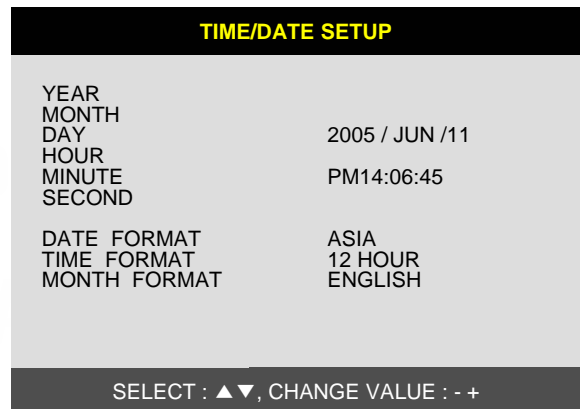 TIME/DATE SETUP
YEAR
MONTH
DAY 2005 / JUN /11
HOUR
MINUTE PM14:06:45
SECOND
DATE FORMAT ASIA
TIME FORMAT 12 HOUR
MONTH FORMAT ENGLISH
SELECT : ▲▼, CHANGE VALUE : - +